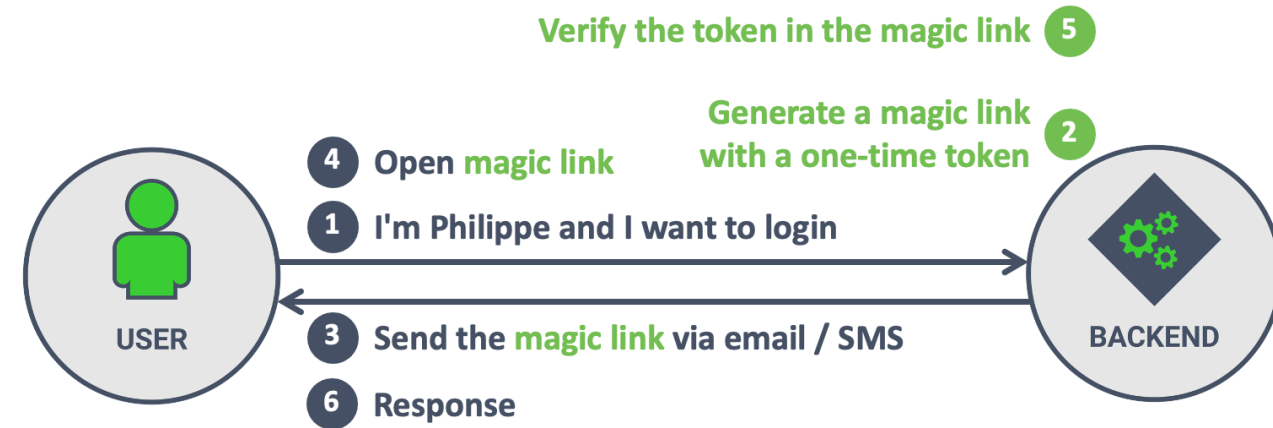 Verify the token in the magic link 5
Generate a magic link
with a one-time token 2
4 Open magic link
1 I'm Philippe and I want to login
USER
BACKEND
3 Send the magic link via email / SMS
6 Response